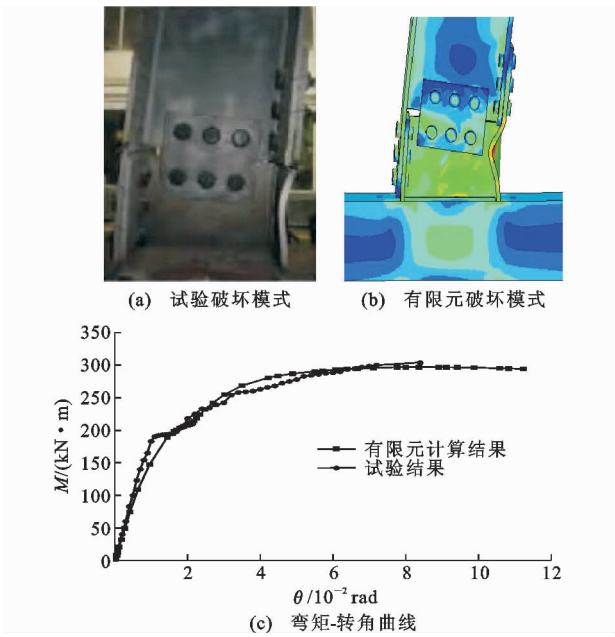 (a) 试验破坏模式
(b) 有限元破坏模式
350
300
250
200
150
100
50
0
M/(kN·m)
有限元计算结果
试验结果
2
4
6
8
10
12
θ/10⁻² rad
(c) 弯矩-转角曲线